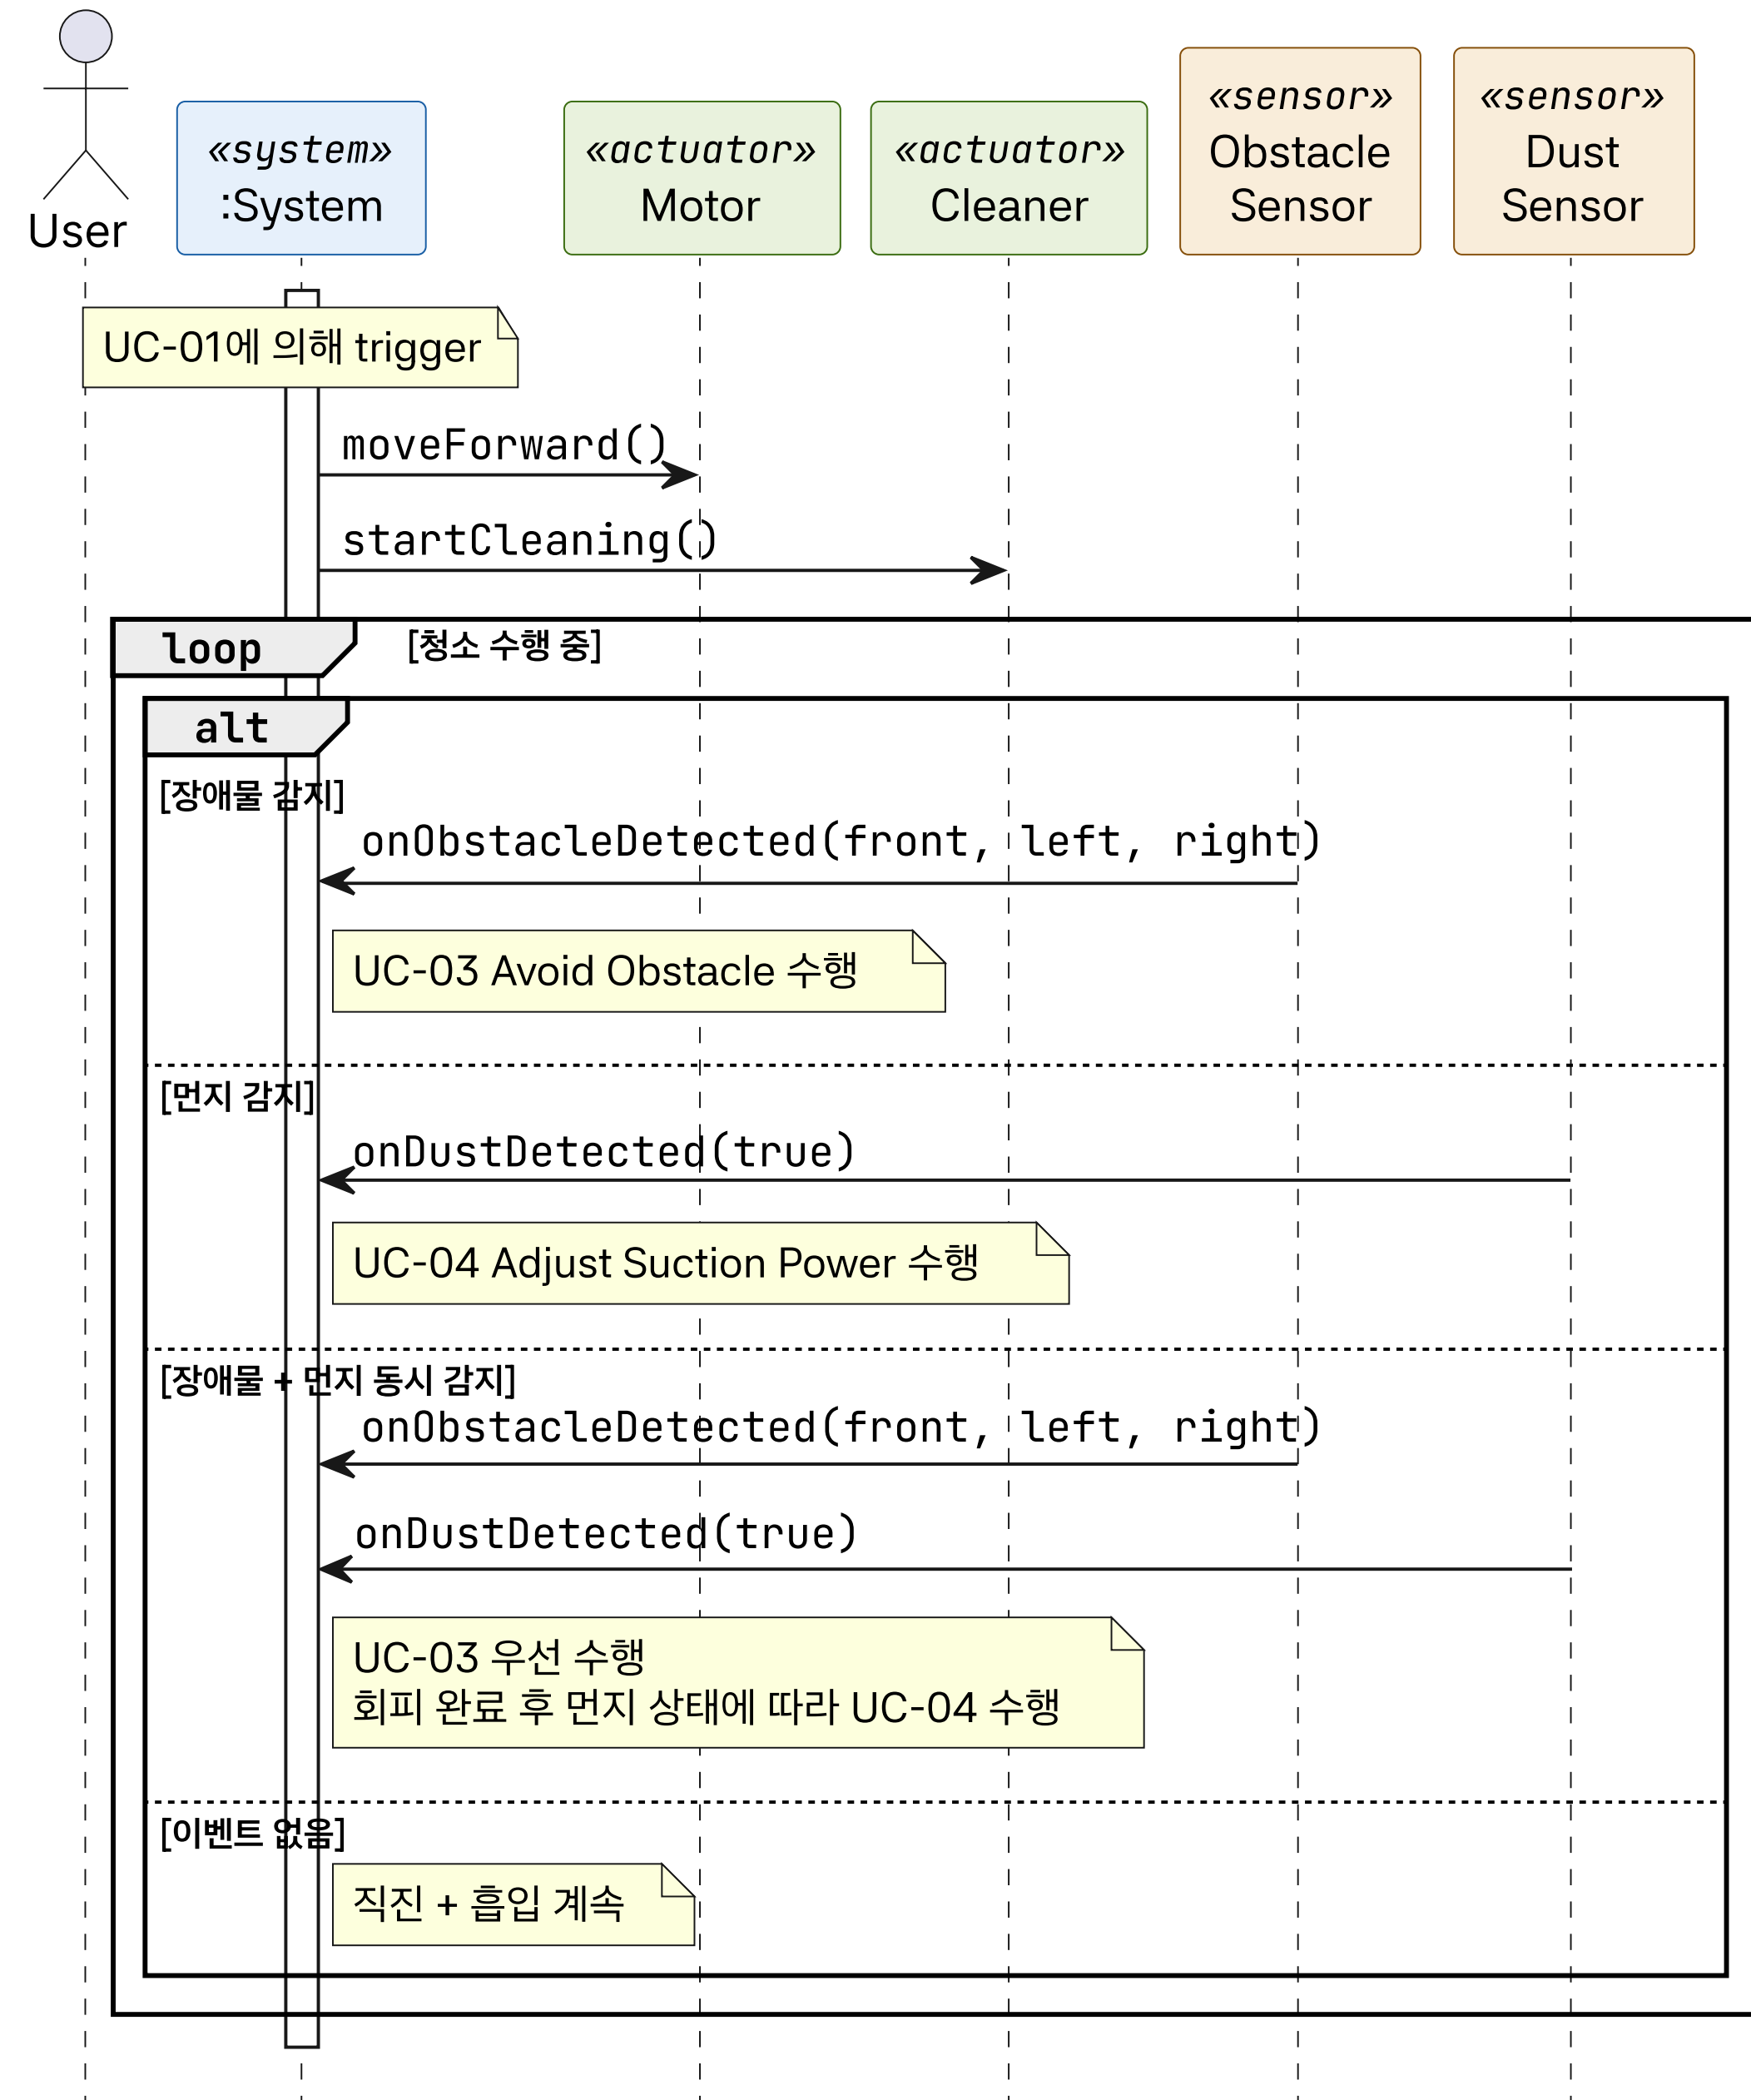 User
«system»
:System
«actuator»
Motor
«actuator»
Cleaner
«sensor»
Obstacle
Sensor
«sensor»
Dust
Sensor
UC-01에 의해 trigger
moveForward()
startCleaning()
loop [청소 수행 중]
alt
[장애물 감지]
onObstacleDetected(front, left, right)
UC-03 Avoid Obstacle 수행
[먼지 감지]
onDustDetected(true)
UC-04 Adjust Suction Power 수행
[장애물 + 먼지 동시 감지]
onObstacleDetected(front, left, right)
onDustDetected(true)
UC-03 우선 수행
회피 완료 후 먼지 상태에 따라 UC-04 수행
[이벤트 없음]
직진 + 흡입 계속